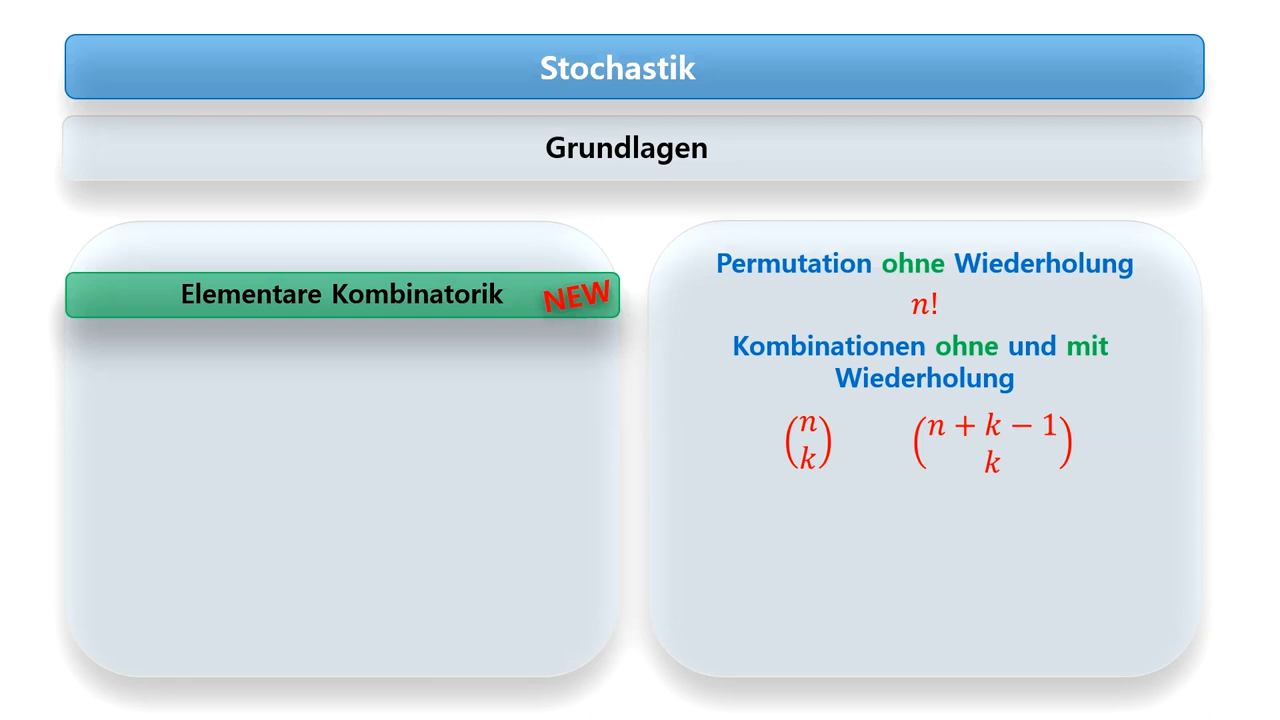 Stochastik
Grundlagen
Elementare Kombinatorik NEW
Permutation ohne Wiederholung
n!
Kombinationen ohne und mit
Wiederholung
(n k) (n + k − 1 k)